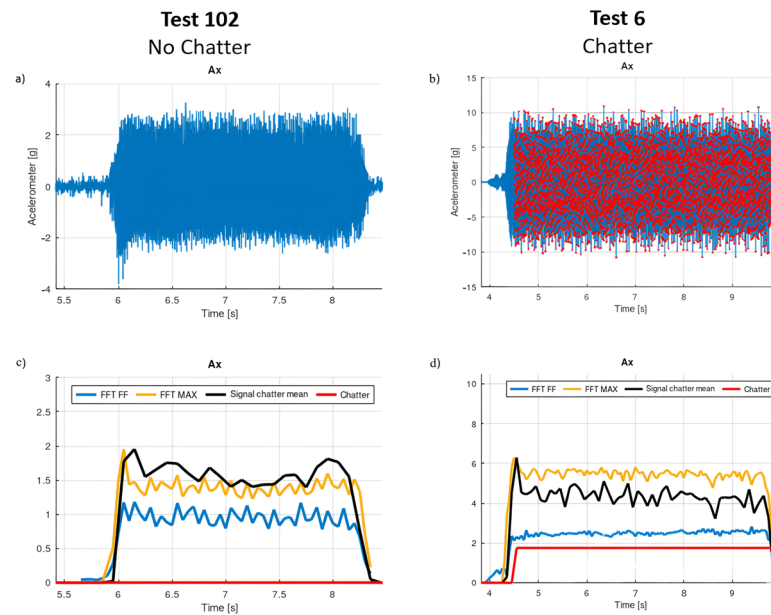 Test 102
No Chatter
Test 6
Chatter
a)
Ax
4
2
0
-2
-4
Acelerometer [g]
5.5 6 6.5 7 7.5 8
Time [s]
b)
Ax
15
10
5
0
-5
-10
-15
Acelerometer [g]
4 5 6 7 8 9
Time [s]
c)
Ax
FFT FF FFT MAX Signal chatter mean Chatter
3
2.5
2
1.5
1
0.5
0
5.5 6 6.5 7 7.5 8
Time [s]
d)
Ax
FFT FF FFT MAX Signal chatter mean Chatter
10
8
6
4
2
0
4 5 6 7 8 9
Time [s]